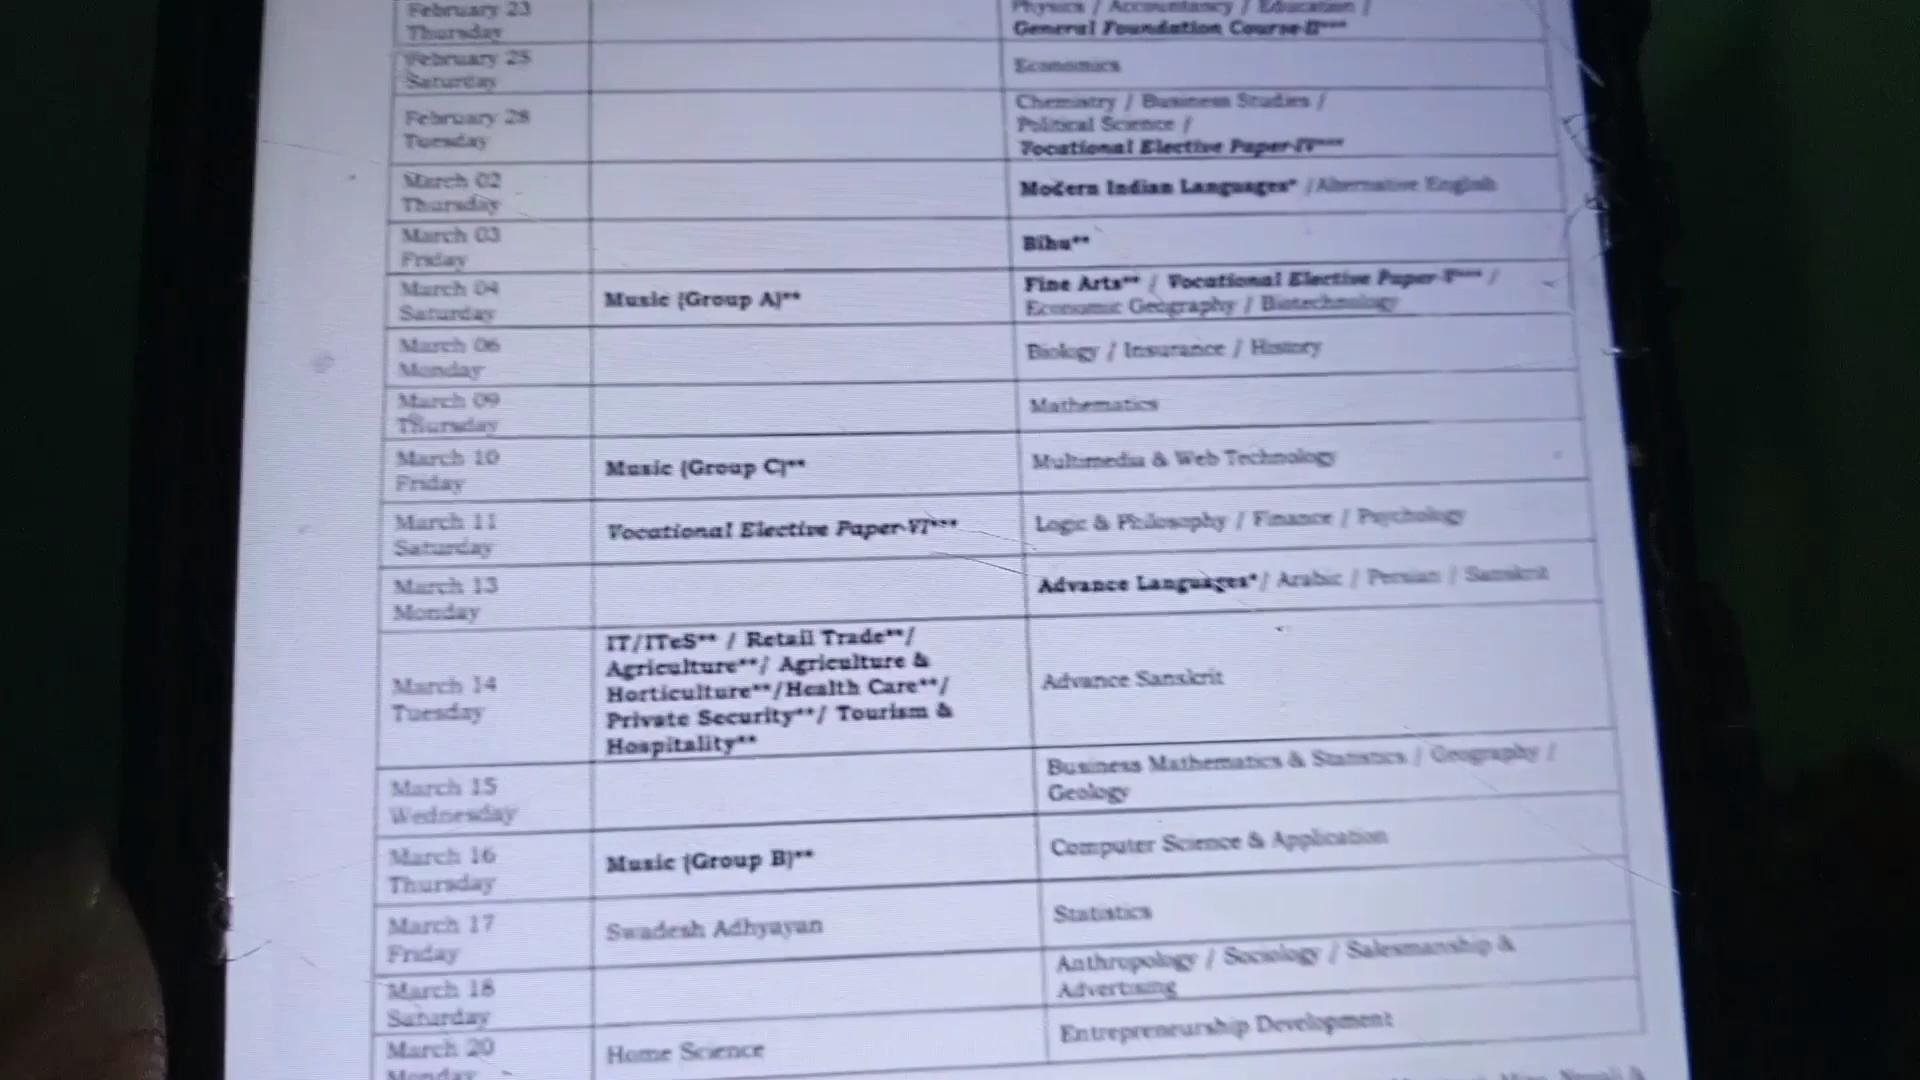 February 23
Thursday
Physics / Accountancy / Education /
General Foundation Course-II***
February 25
Saturday
Economics
February 28
Tuesday
Chemistry / Business Studies /
Political Science /
Vocational Elective Paper-IV***
March 02
Thursday
Modern Indian Languages* /Alternative English
March 03
Friday
Bihu**
March 04
Saturday
Music (Group A)**
Fine Arts** / Vocational Elective Paper-V*** /
Economic Geography / Biotechnology
March 06
Monday
Biology / Insurance / History
March 09
Thursday
Mathematics
March 10
Friday
Music (Group C)**
Multimedia & Web Technology
March 11
Saturday
Vocational Elective Paper-VI***
Logic & Philosophy / Finance / Psychology
March 13
Monday
Advance Languages*/ Arabic / Persian / Sanskrit
March 14
Tuesday
IT/ITeS** / Retail Trade**/
Agriculture**/ Agriculture &
Horticulture**/Health Care**/
Private Security**/ Tourism &
Hospitality**
Advance Sanskrit
March 15
Wednesday
Business Mathematics & Statistics / Geography /
Geology
March 16
Thursday
Music (Group B)**
Computer Science & Application
March 17
Friday
Swadesh Adhyayan
Statistics
March 18
Saturday
Anthropology / Sociology / Salesmanship &
Advertising
March 20
Monday
Home Science
Entrepreneurship Development